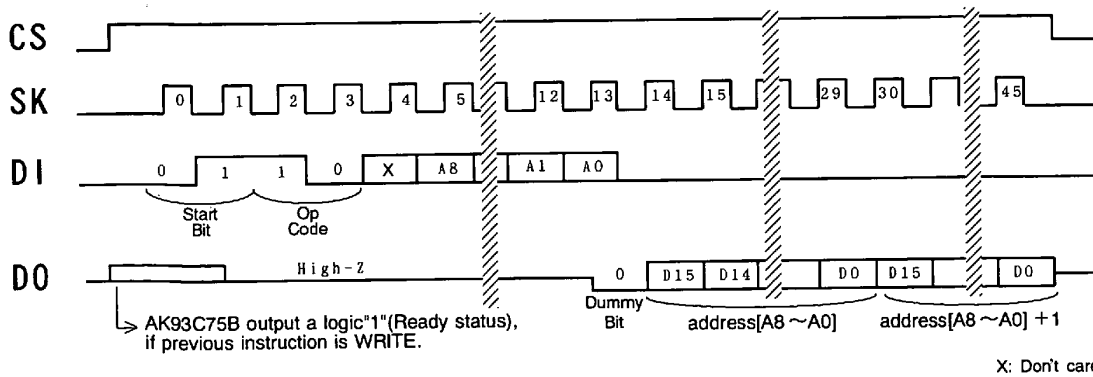 CS
SK 0 1 2 3 4 5 12 13 14 15 29 30 45
DI 0 1 1 0 X A8 A1 A0
Start Bit
Op Code
DO High-Z 0 D15 D14 D0 D15 D0
Dummy Bit
address[A8 ~A0]
address[A8 ~A0] +1
AK93C75B output a logic"1"(Ready status),
if previous instruction is WRITE.
X: Don't care